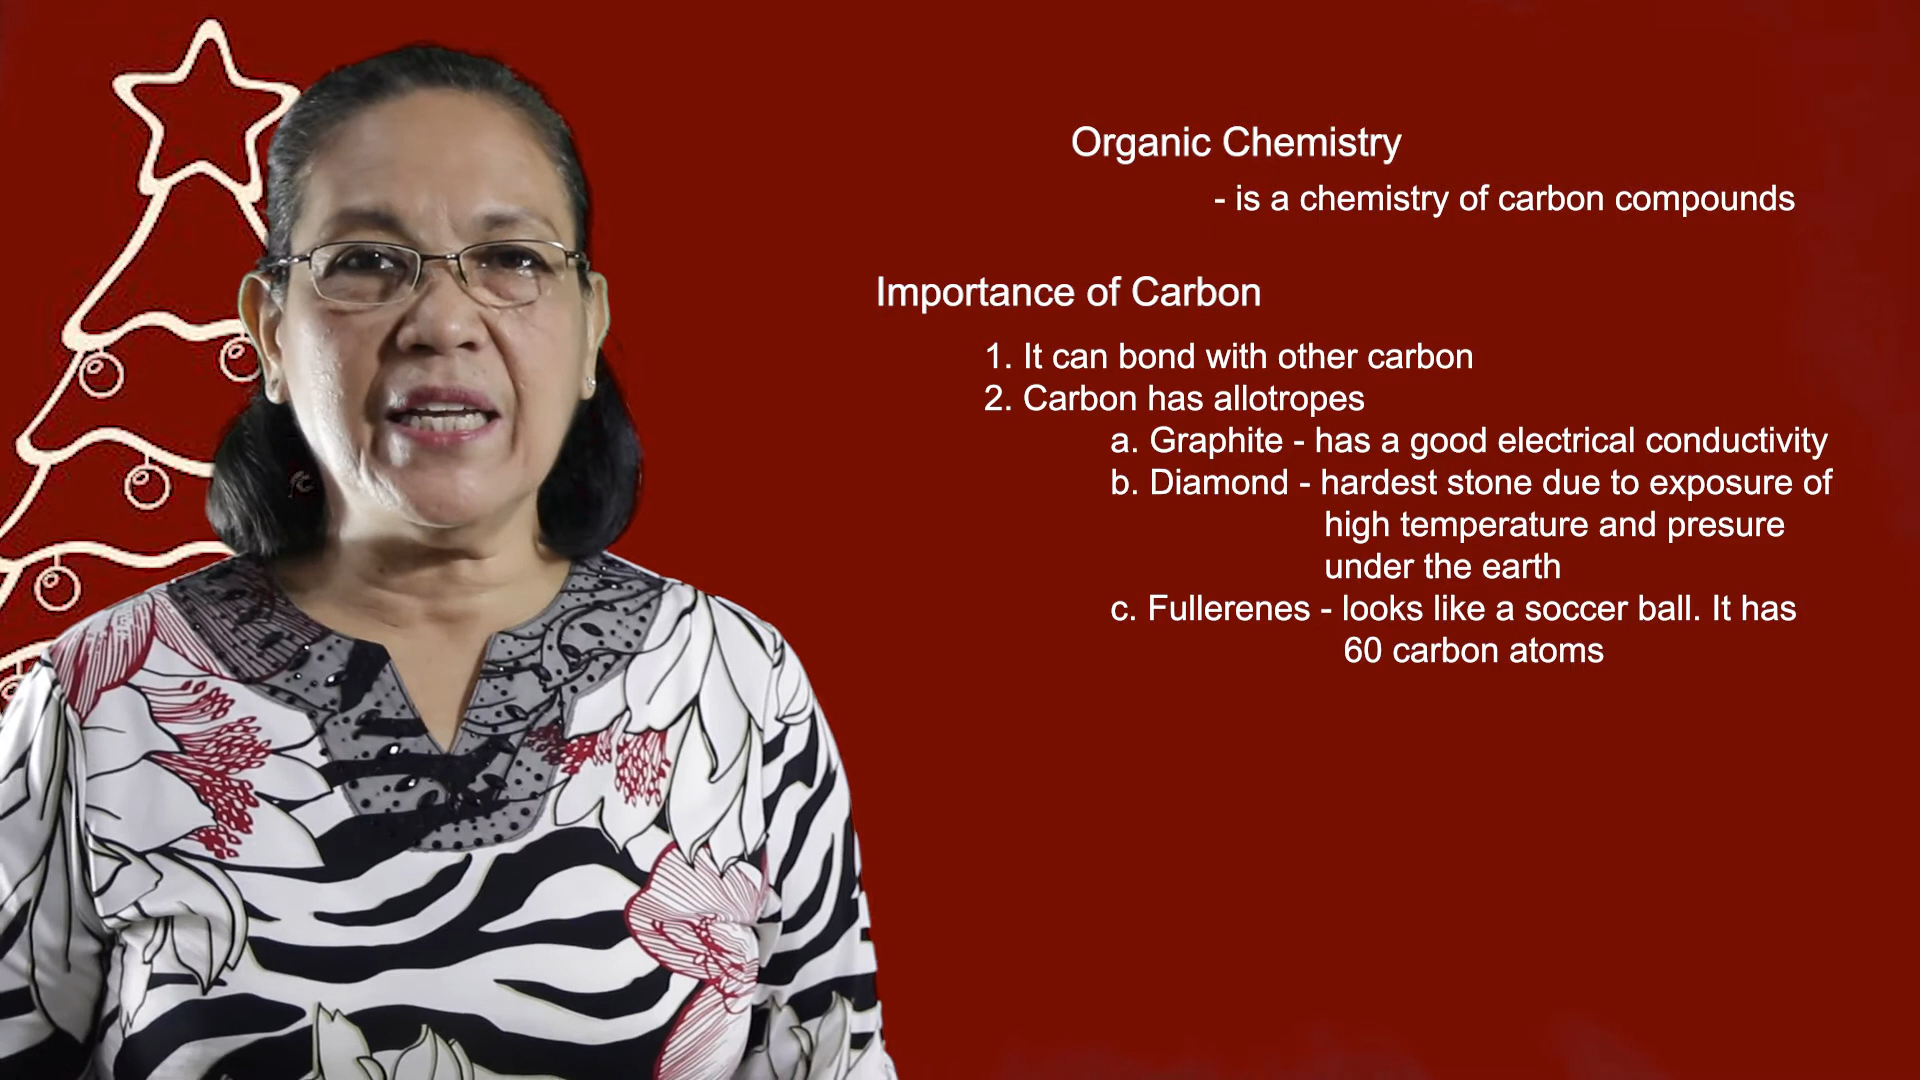 Organic Chemistry
- is a chemistry of carbon compounds
Importance of Carbon
1. It can bond with other carbon
2. Carbon has allotropes
a. Graphite - has a good electrical conductivity
b. Diamond - hardest stone due to exposure of
high temperature and presure
under the earth
c. Fullerenes - looks like a soccer ball. It has
60 carbon atoms